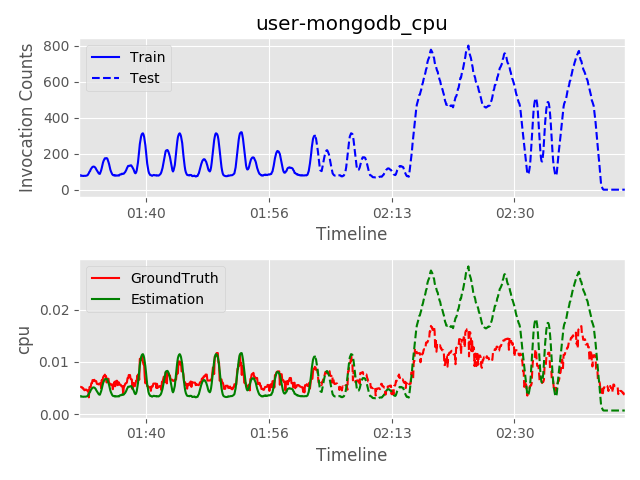 user-mongodb_cpu
Invocation Counts
800
600
400
200
0
Train
Test
01:40
01:56
02:13
02:30
Timeline
cpu
0.02
0.01
0.00
GroundTruth
Estimation
01:40
01:56
02:13
02:30
Timeline